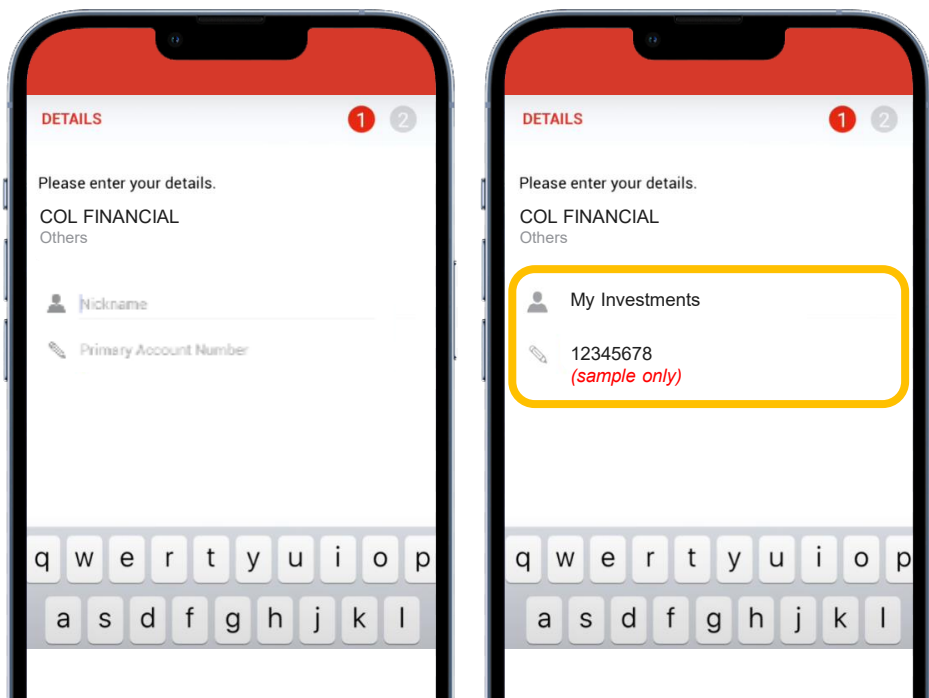 DETAILS
1 2
Please enter your details.
COL FINANCIAL
Others
Nickname
Primary Account Number
q w e r t y u i o p
a s d f g h j k l
DETAILS
1 2
Please enter your details.
COL FINANCIAL
Others
My Investments
12345678
(sample only)
q w e r t y u i o p
a s d f g h j k l